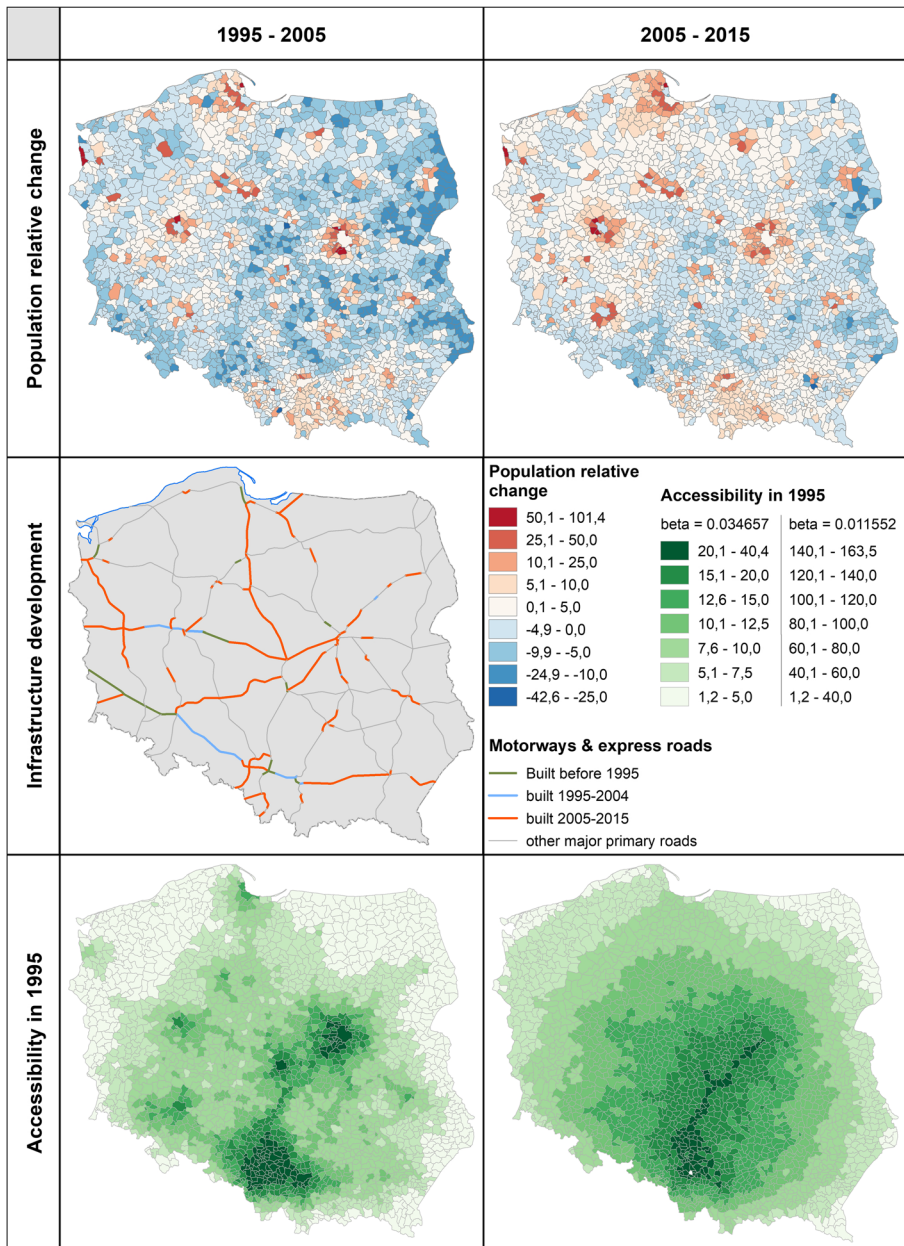 1995 - 2005
2005 - 2015
Population relative change
Infrastructure development
Population relative
change
50,1 - 101,4
25,1 - 50,0
10,1 - 25,0
5,1 - 10,0
0,1 - 5,0
-4,9 - 0,0
-9,9 - -5,0
-24,9 - -10,0
-42,6 - -25,0
Accessibility in 1995
beta = 0.034657
beta = 0.011552
20,1 - 40,4
140,1 - 163,5
15,1 - 20,0
120,1 - 140,0
12,6 - 15,0
100,1 - 120,0
10,1 - 12,5
80,1 - 100,0
7,6 - 10,0
60,1 - 80,0
5,1 - 7,5
40,1 - 60,0
1,2 - 5,0
1,2 - 40,0
Motorways & express roads
Built before 1995
built 1995-2004
built 2005-2015
other major primary roads
Accessibility in 1995